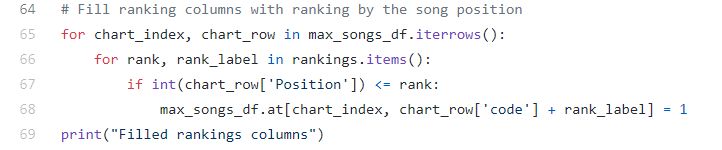 64 # Fill ranking columns with ranking by the song position
65 for chart_index, chart_row in max_songs_df.iterrows():
66     for rank, rank_label in rankings.items():
67         if int(chart_row['Position']) <= rank:
68             max_songs_df.at[chart_index, chart_row['code'] + rank_label] = 1
69 print("Filled rankings columns")